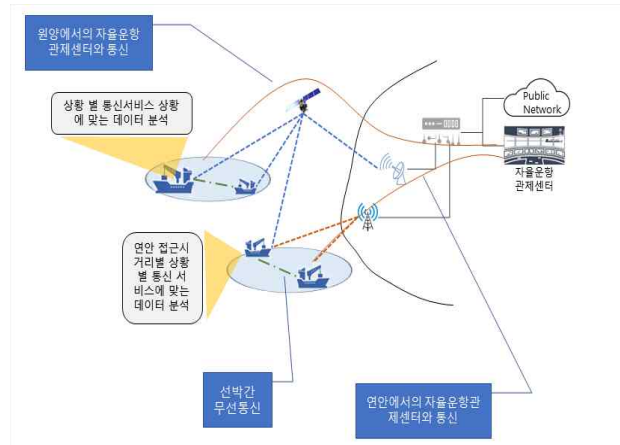 원양에서의 자율운항
관제센터와 통신
상황 별 통신서비스 상황
에 맞는 데이터 분석
Public
Network
자율운항
관제센터
연안 접근시
거리별 상황
별 통신 서
비스에 맞는
데이터 분석
선박간
무선통신
연안에서의 자율운항관
제센터와 통신